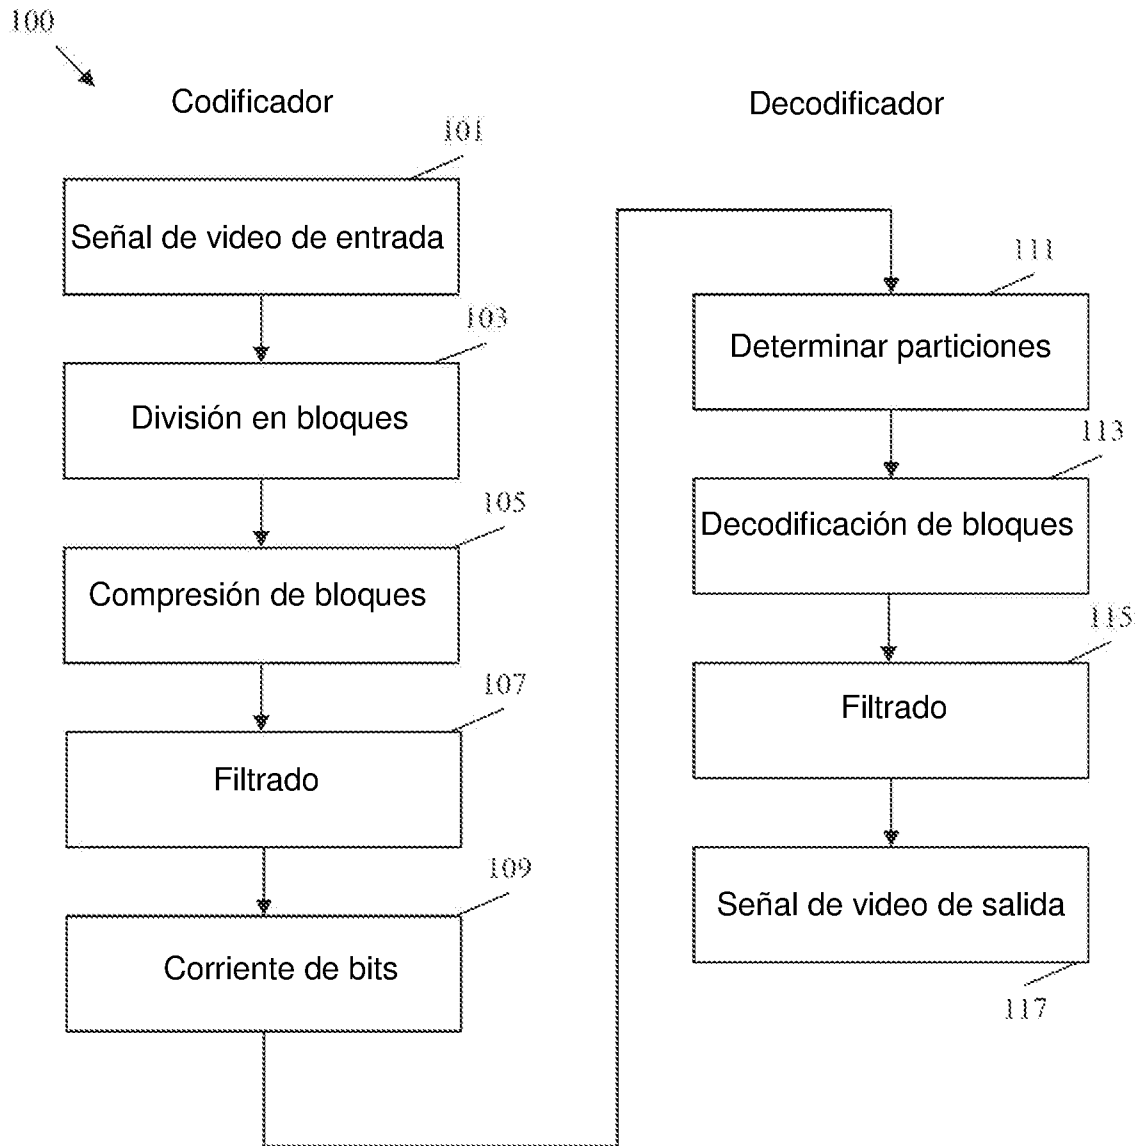 100
Codificador
101
Señal de video de entrada
103
División en bloques
105
Compresión de bloques
107
Filtrado
109
Corriente de bits
Decodificador
111
Determinar particiones
113
Decodificación de bloques
115
Filtrado
Señal de video de salida
117